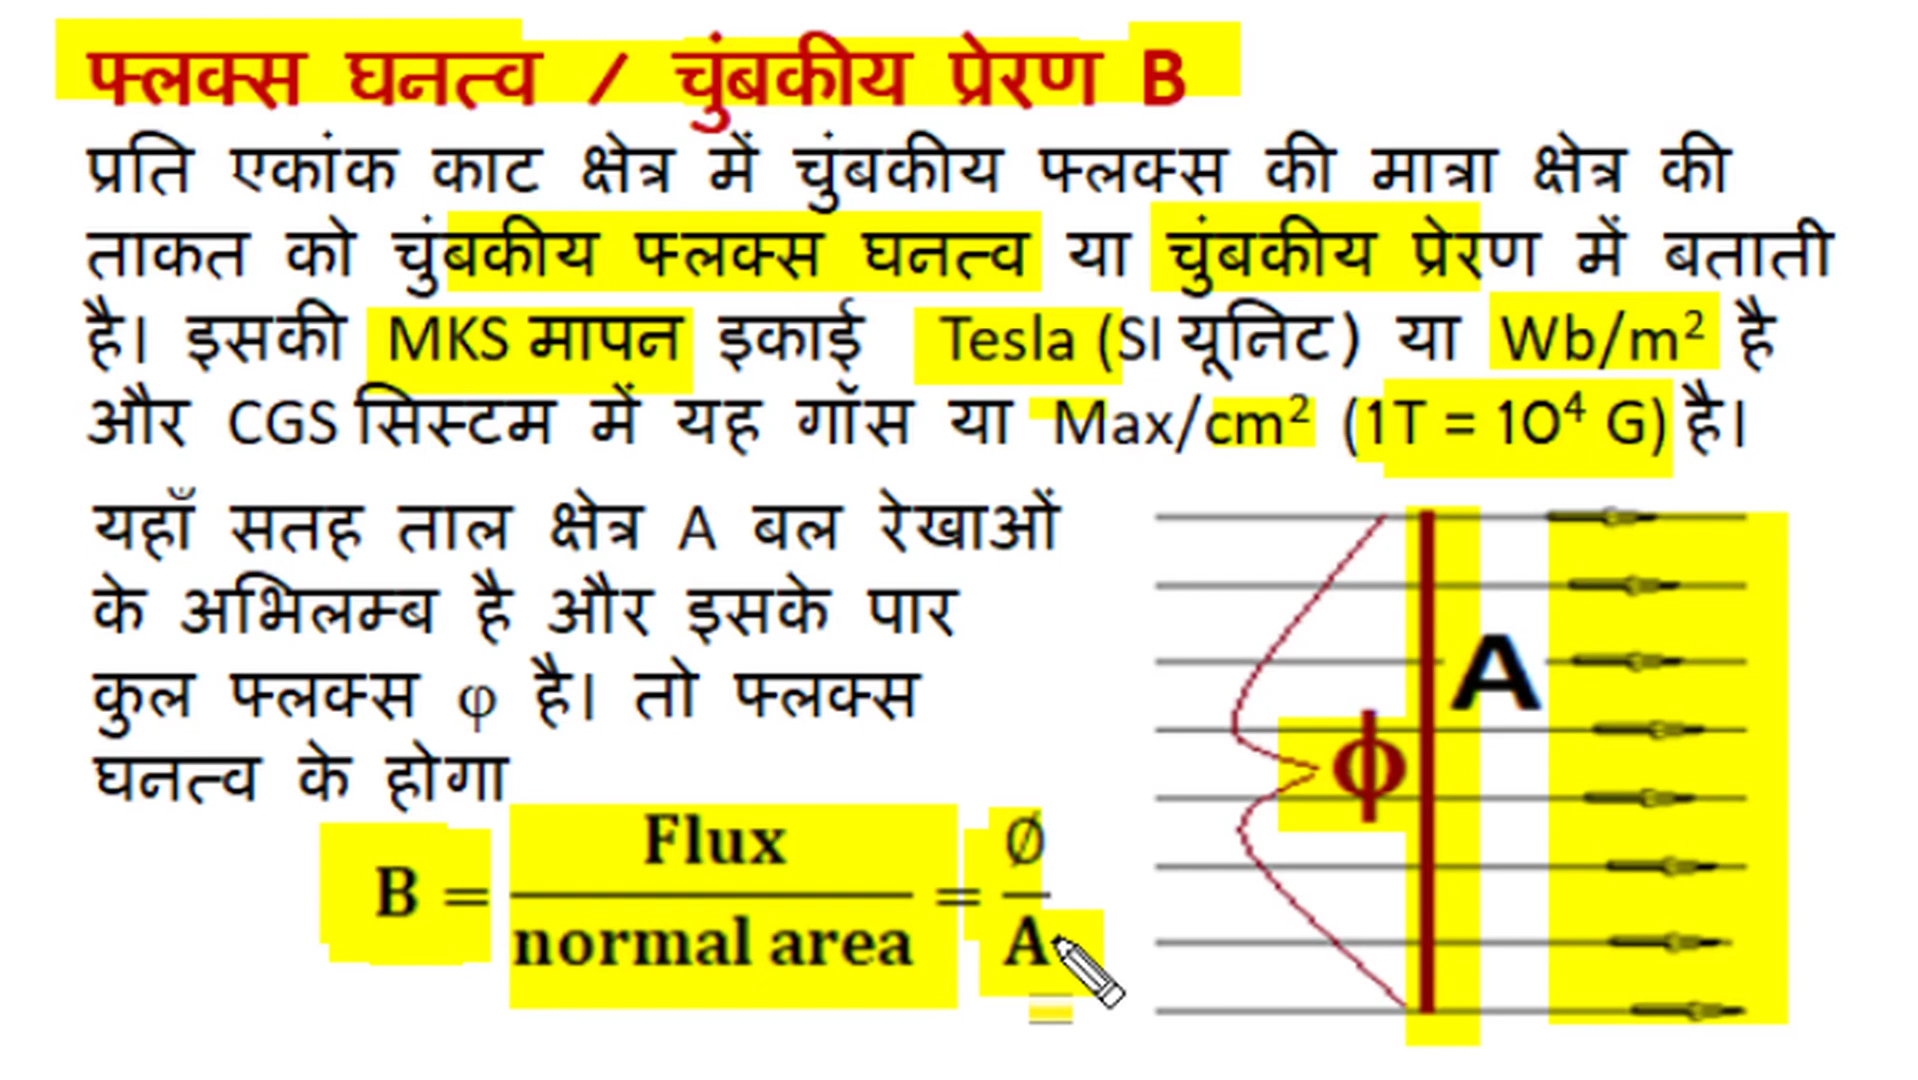 फ्लक्स घनत्व / चुंबकीय प्रेरण B
प्रति एकांक काट क्षेत्र में चुंबकीय फ्लक्स की मात्रा क्षेत्र की
ताकत को चुंबकीय फ्लक्स घनत्व या चुंबकीय प्रेरण में बताती
है। इसकी MKS मापन इकाई Tesla (SI यूनिट) या Wb/m² है
और CGS सिस्टम में यह गॉस या Max/cm² (1T = 10⁴ G) है।
यहाँ सतह ताल क्षेत्र A बल रेखाओं
के अभिलम्ब है और इसके पार
कुल फ्लक्स φ है। तो फ्लक्स
घनत्व के होगा
B = Flux / normal area = Ø / A
A
ϕ